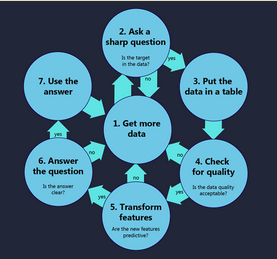 2. Ask a
sharp question
Is the target
in the data?
yes
no
7. Use the
answer
3. Put the
data in a table
1. Get more
data
yes
no
no
6. Answer
the question
Is the answer
clear?
4. Check
for quality
Is the data quality
acceptable?
no
yes
yes
5. Transform
features
Are the new features
predictive?